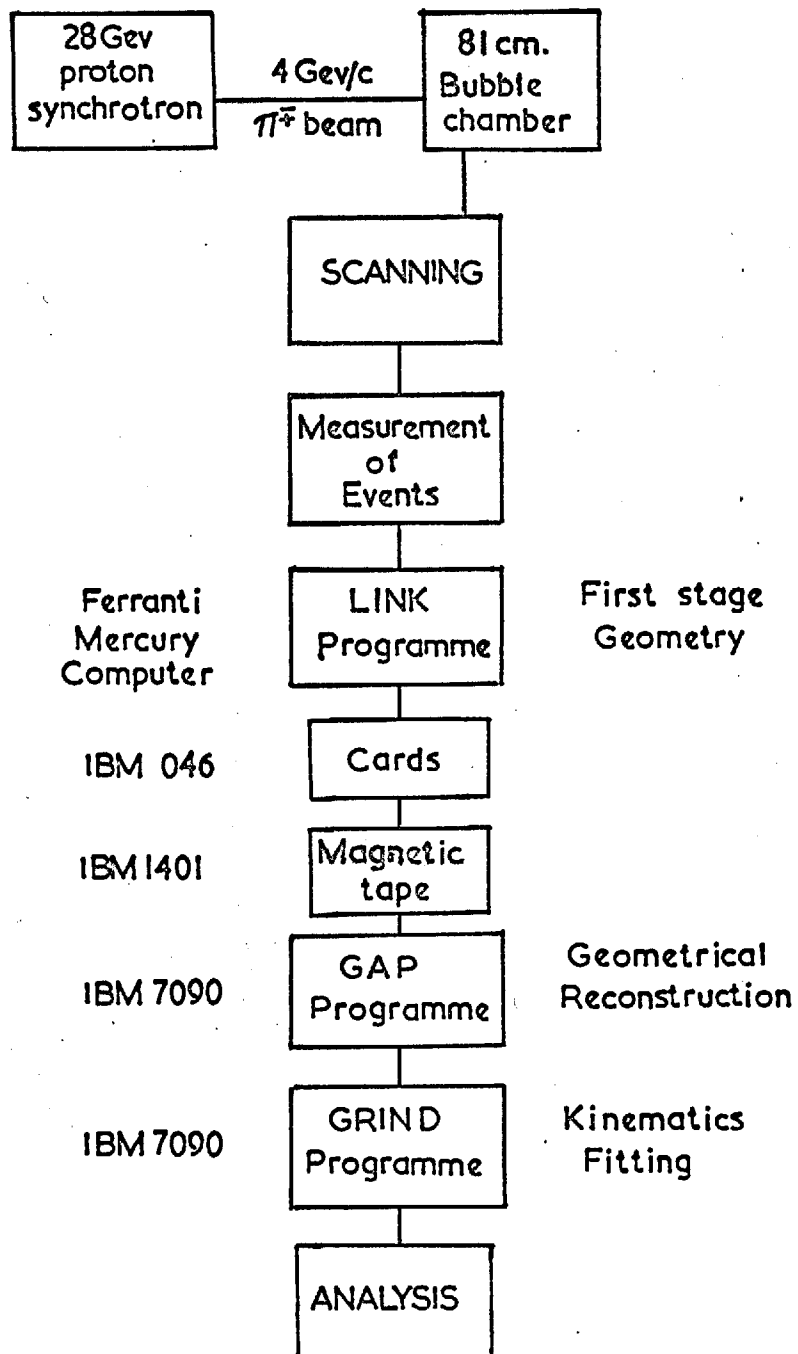 28Gev
proton
synchrotron
4 Gev/c
π∓ beam
81cm.
Bubble
chamber
SCANNING
Measurement
of
Events
Ferranti
Mercury
Computer
LINK
Programme
First stage
Geometry
IBM 046
Cards
IBM 1401
Magnetic
tape
IBM 7090
GAP
Programme
Geometrical
Reconstruction
IBM 7090
GRIND
Programme
Kinematics
Fitting
ANALYSIS